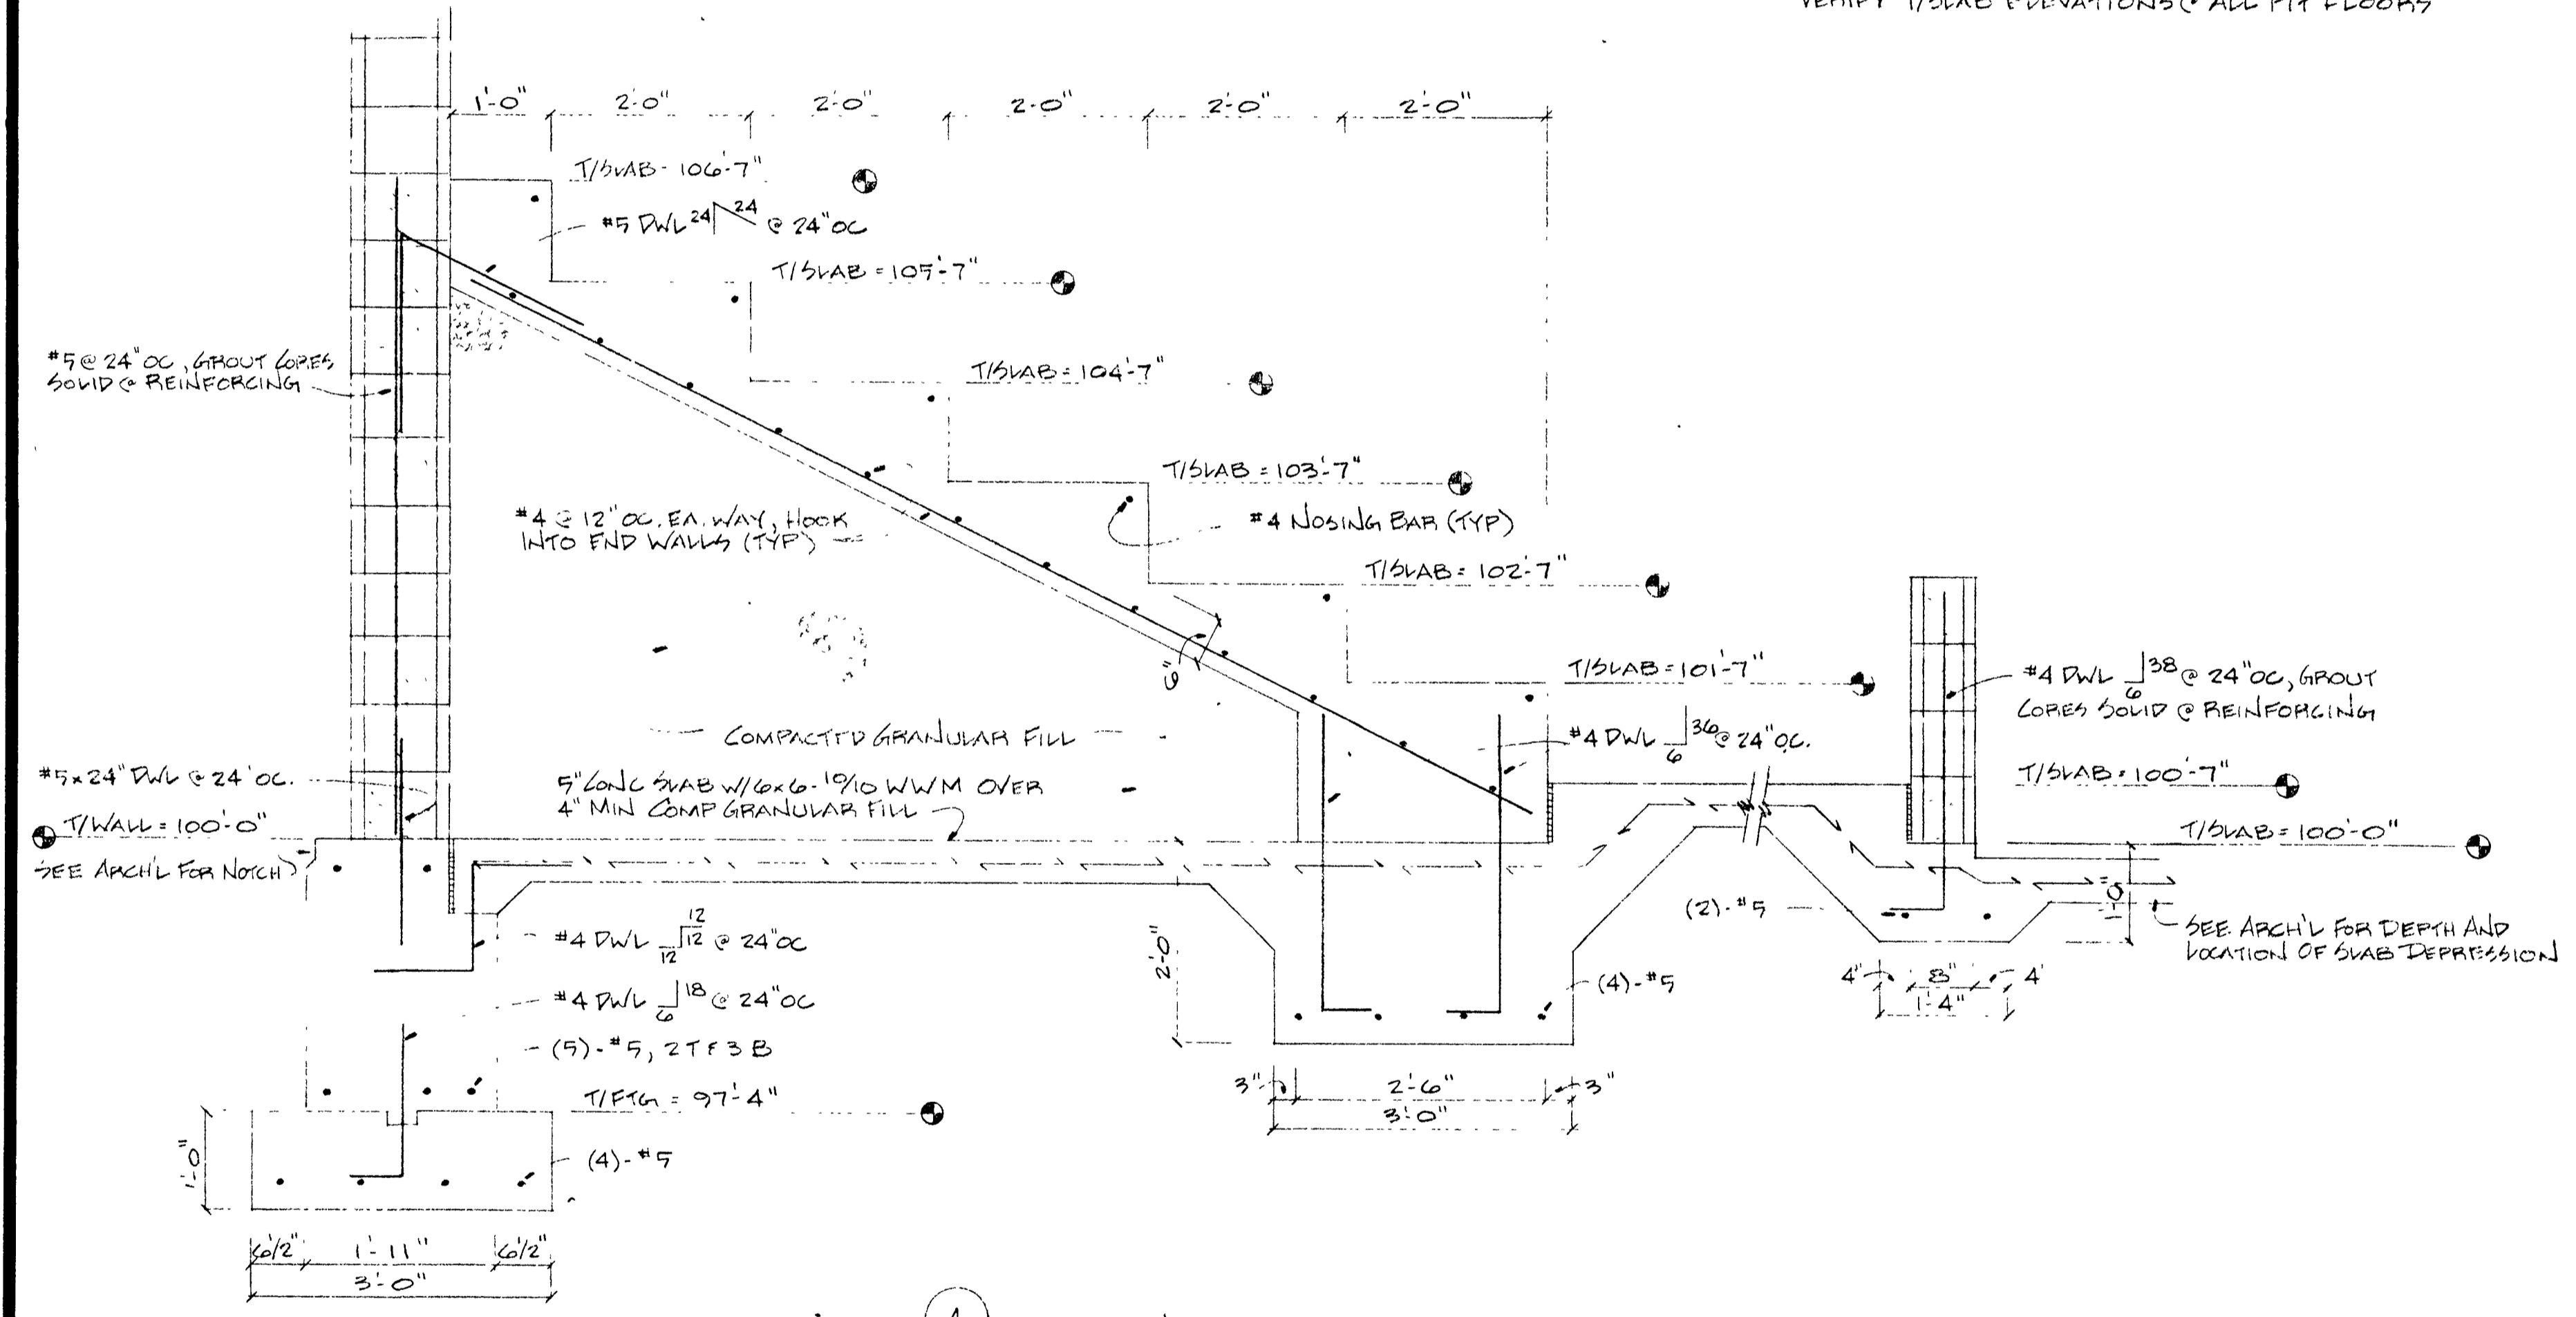 VERIFY T/SLAB ELEVATIONS @ ALL PIT FLOORS
1'-0" 2'-0" 2'-0" 2'-0" 2'-0" 2'-0"
T/SLAB - 106'-7"
#5 DWL 24 24 @ 24" OC
T/SLAB = 105'-7"
#5 @ 24" OC, GROUT CORES
SOLID @ REINFORCING
T/SLAB = 104'-7"
T/SLAB = 103'-7"
#4 @ 12" OC. EA. WAY, HOOK
INTO END WALLS (TYP)
#4 NOSING BAR (TYP)
T/SLAB = 102'-7"
6"
T/SLAB = 101'-7"
#4 DWL 6 38 @ 24" OC, GROUT
CORES SOLID @ REINFORCING
COMPACTED GRANULAR FILL
#4 DWL 6 36 @ 24" OC.
#5 x 24" DWL @ 24" OC.
5" CONC SLAB W/ 6x6-10/10 WWM OVER
4" MIN COMP GRANULAR FILL
T/SLAB = 100'-7"
T/WALL = 100'-0"
T/SLAB = 100'-0"
SEE ARCH'L FOR NOTCH
(2)-#5
1'-0"
SEE ARCH'L FOR DEPTH AND
LOCATION OF SLAB DEPRESSION
#4 DWL 12 12 12 @ 24" OC
2'-0"
(4)-#5
4" 8" 4"
1'-4"
#4 DWL 6 18 @ 24" OC
(5)-#5, 2T & 3B
T/FTG = 97'-4"
3" 2'-6" 3"
3'-0"
1'-0"
(4)-#5
6 1/2" 1'-11" 6 1/2"
3'-0"